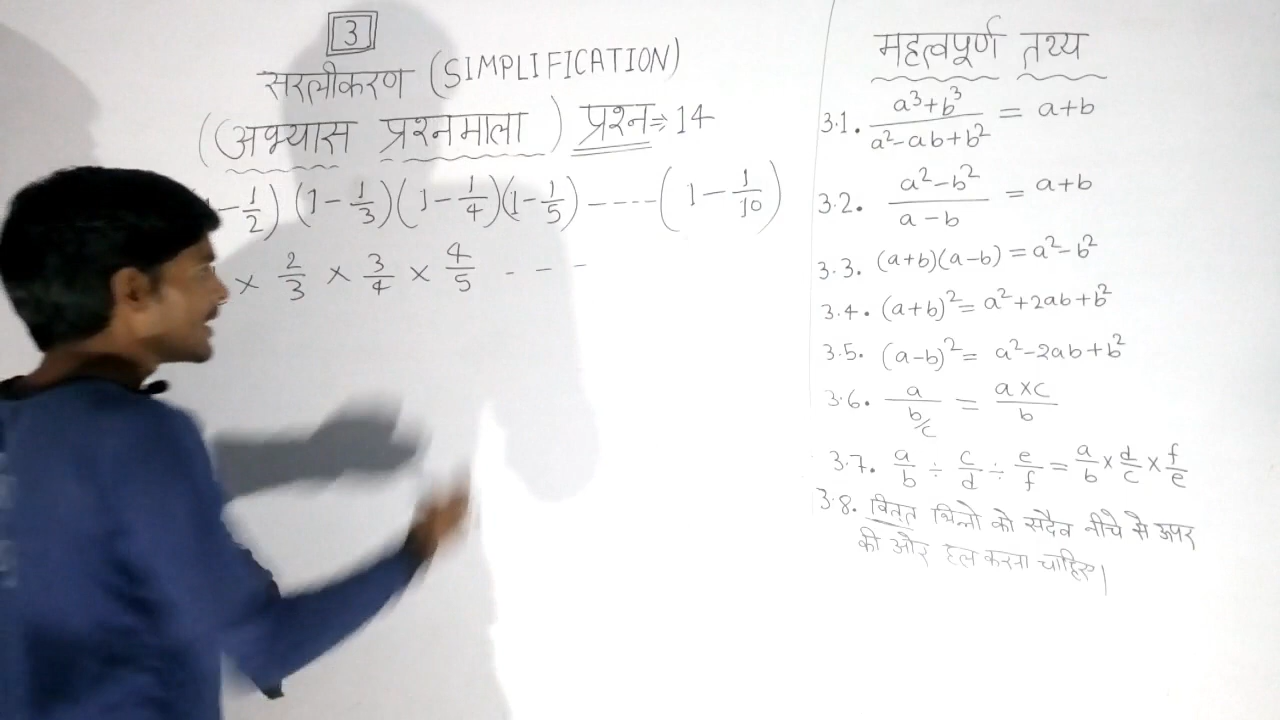 3
सरलीकरण (SIMPLIFICATION)
(अभ्यास प्रश्नमाला) प्रश्न⇒14
1-1/2) (1-1/3)(1-1/4)(1-1/5)-----(1-1/10)
× 2/3 × 3/4 × 4/5 - - -
महत्वपूर्ण तथ्य
3.1. a³+b³/a²-ab+b² = a+b
3.2. a²-b²/a-b = a+b
3.3. (a+b)(a-b) = a²-b²
3.4. (a+b)² = a²+2ab+b²
3.5. (a-b)² = a²-2ab+b²
3.6. a/b/c = a×c/b
3.7. a/b ÷ c/d ÷ e/f = a/b × d/c × f/e
3.8. वितत भिन्नो को सदैव नीचे से ऊपर
की ओर हल करना चाहिए।